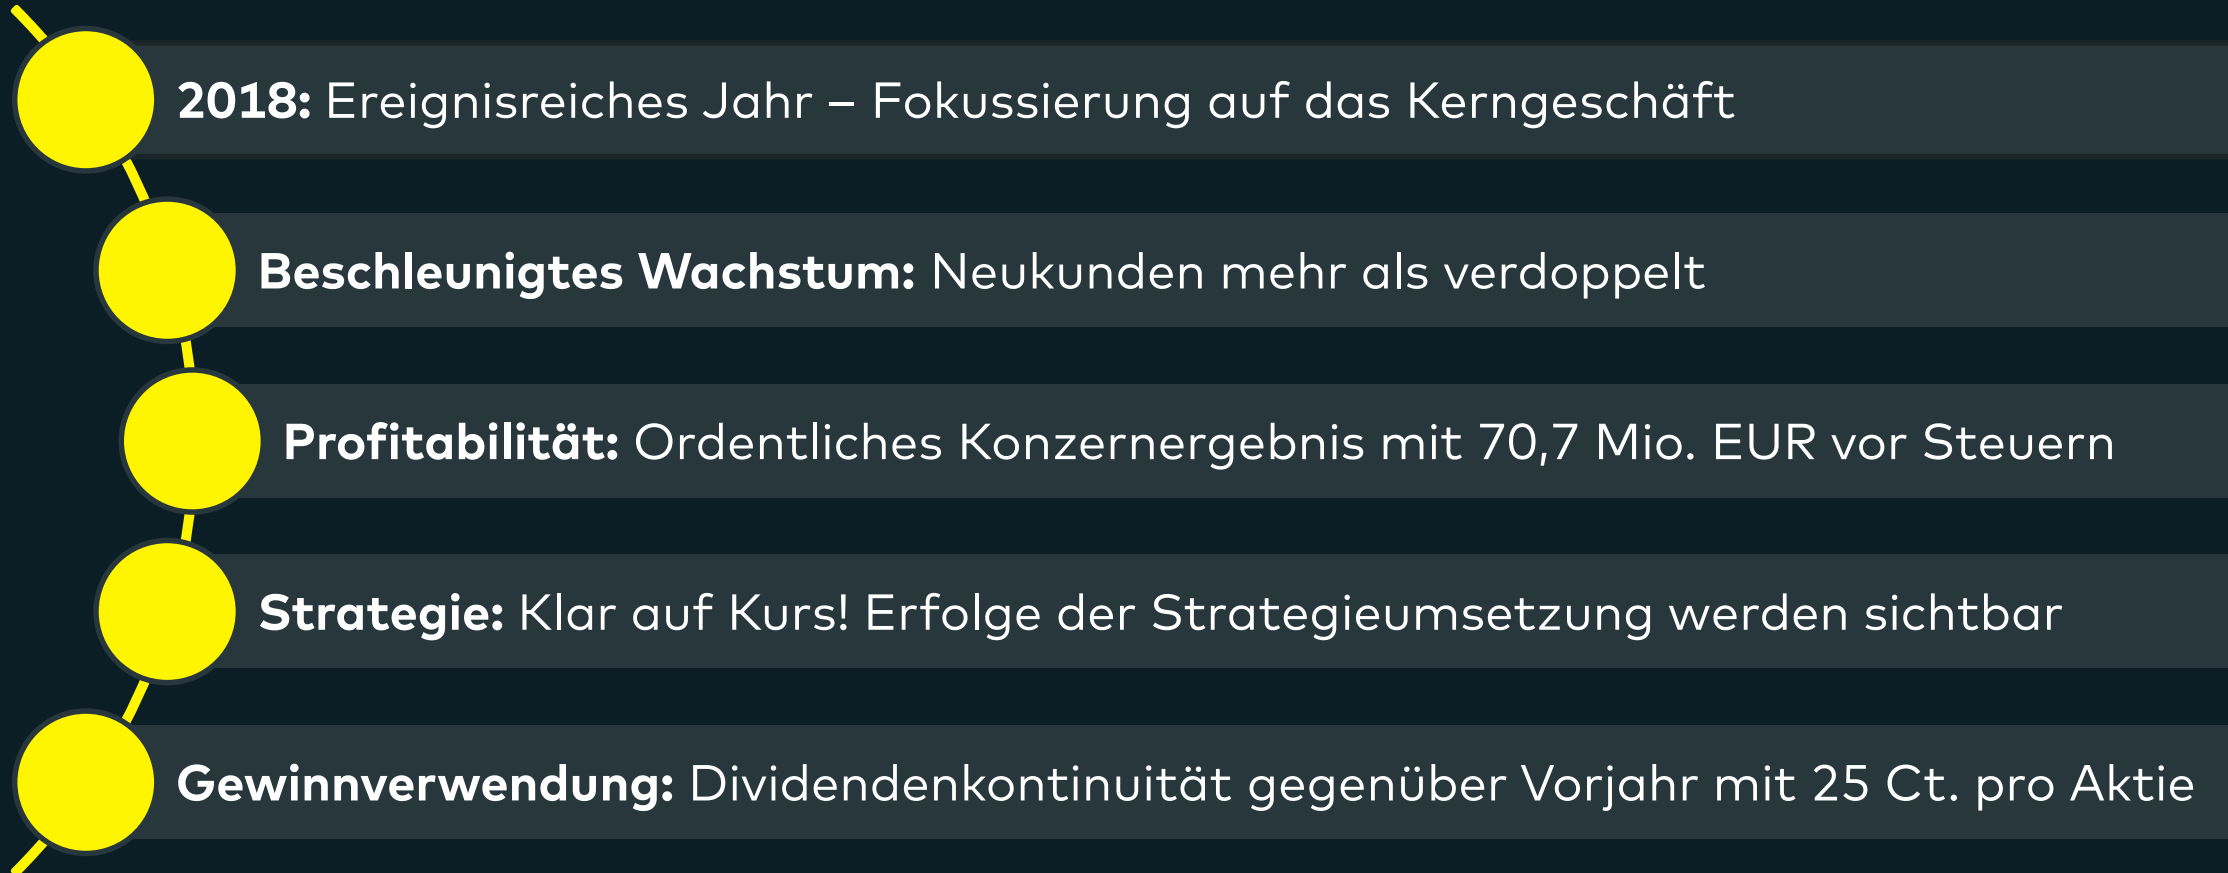 2018: Ereignisreiches Jahr – Fokussierung auf das Kerngeschäft
Beschleunigtes Wachstum: Neukunden mehr als verdoppelt
Profitabilität: Ordentliches Konzernergebnis mit 70,7 Mio. EUR vor Steuern
Strategie: Klar auf Kurs! Erfolge der Strategieumsetzung werden sichtbar
Gewinnverwendung: Dividendenkontinuität gegenüber Vorjahr mit 25 Ct. pro Aktie